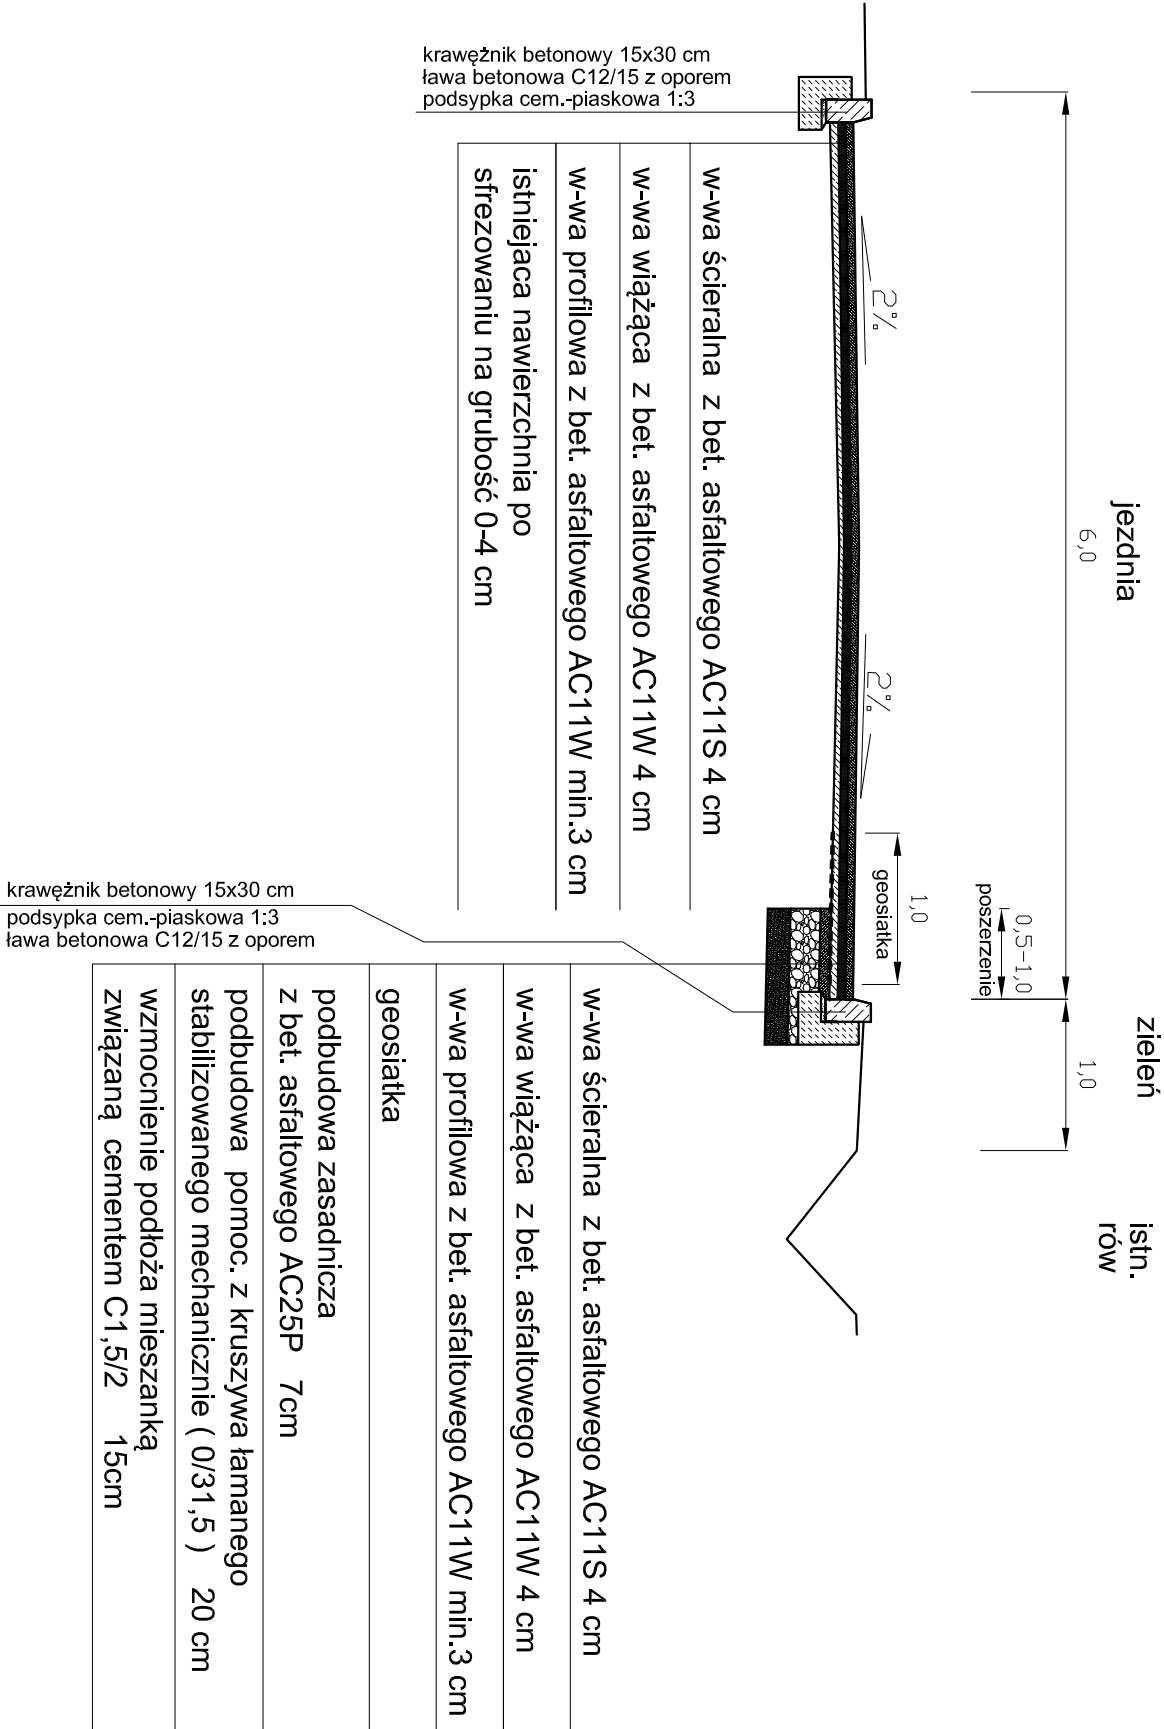 krawężnik betonowy 15x30 cm
ława betonowa C12/15 z oporem
podsypka cem.-piaskowa 1:3
jezdnia
6,0
zieleń
1,0
istn.
rów
0,5-1,0
poszerzenie
1,0
geosiatka
2%
2%
w-wa ścieralna z bet. asfaltowego AC11S 4 cm
w-wa wiążąca z bet. asfaltowego AC11W 4 cm
w-wa profilowa z bet. asfaltowego AC11W min.3 cm
istniejaca nawierzchnia po
sfrezowaniu na grubość 0-4 cm
krawężnik betonowy 15x30 cm
podsypka cem.-piaskowa 1:3
ława betonowa C12/15 z oporem
w-wa ścieralna z bet. asfaltowego AC11S 4 cm
w-wa wiążąca z bet. asfaltowego AC11W 4 cm
w-wa profilowa z bet. asfaltowego AC11W min.3 cm
geosiatka
podbudowa zasadnicza
z bet. asfaltowego AC25P 7cm
podbudowa pomoc. z kruszywa łamanego
stabilizowanego mechanicznie ( 0/31,5 ) 20 cm
wzmocnienie podłoża mieszanką
związaną cementem C1,5/2 15cm